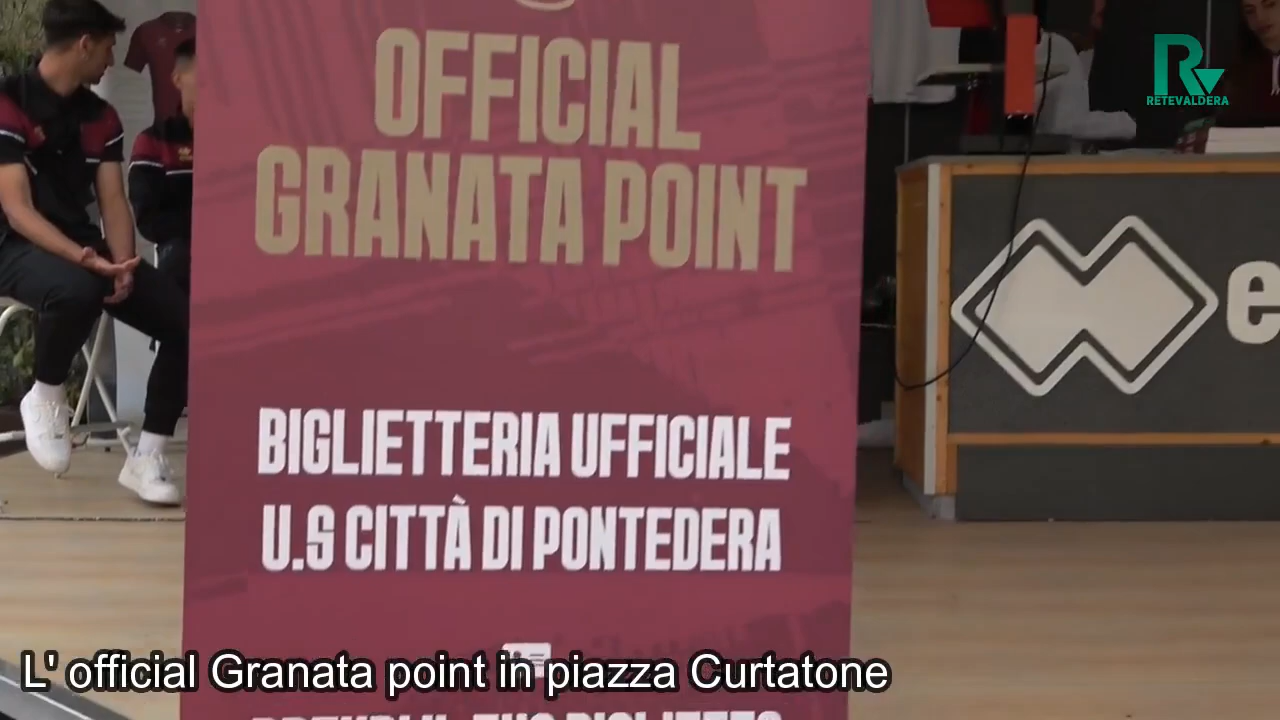 RETEVALDERA
OFFICIAL
GRANATA POINT
e
BIGLIETTERIA UFFICIALE
U.S CITTÀ DI PONTEDERA
L' official Granata point in piazza Curtatone